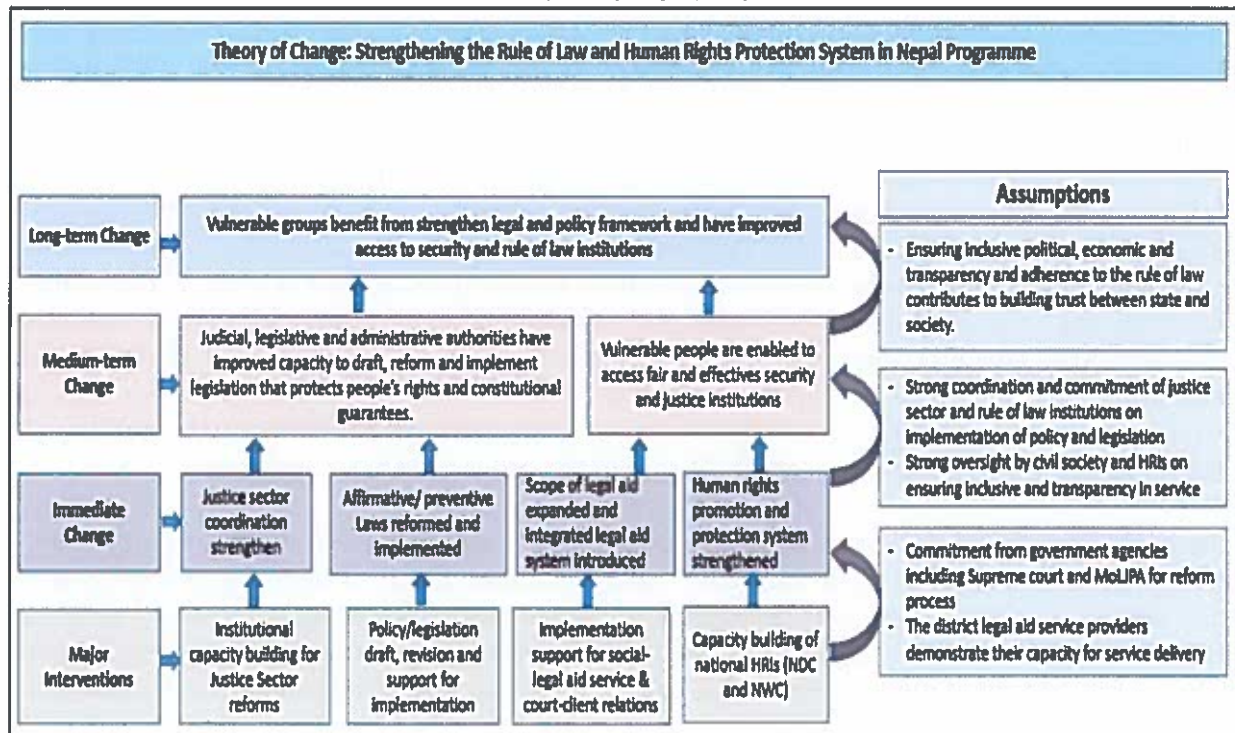 Theory of Change: Strengthening the Rule of Law and Human Rights Protection System in Nepal Programme
Long-term Change
Vulnerable groups benefit from strengthen legal and policy framework and have improved
access to security and rule of law institutions
Medium-term
Change
Judicial, legislative and administrative authorities have
improved capacity to draft, reform and implement
legislation that protects people's rights and constitutional
guarantees.
Vulnerable people are enabled to
access fair and effectives security
and justice institutions
Immediate
Change
Justice sector
coordination
strengthen
Affirmative/ preventive
Laws reformed and
implemented
Scope of legal aid
expanded and
integrated legal aid
system introduced
Human rights
promotion and
protection system
strengthened
Major
Interventions
Institutional
capacity building for
Justice Sector
reforms
Policy/legislation
draft, revision and
support for
implementation
Implementation
support for social-
legal aid service &
court-client relations
Capacity building of
national HRIs (NDC
and NWC)
Assumptions
- Ensuring inclusive political, economic and
transparency and adherence to the rule of law
contributes to building trust between state and
society.
- Strong coordination and commitment of justice
sector and rule of law institutions on
implementation of policy and legislation
- Strong oversight by civil society and HRIs on
ensuring inclusive and transparency in service
- Commitment from government agencies
including Supreme court and MoLJPA for reform
process
- The district legal aid service providers
demonstrate their capacity for service delivery